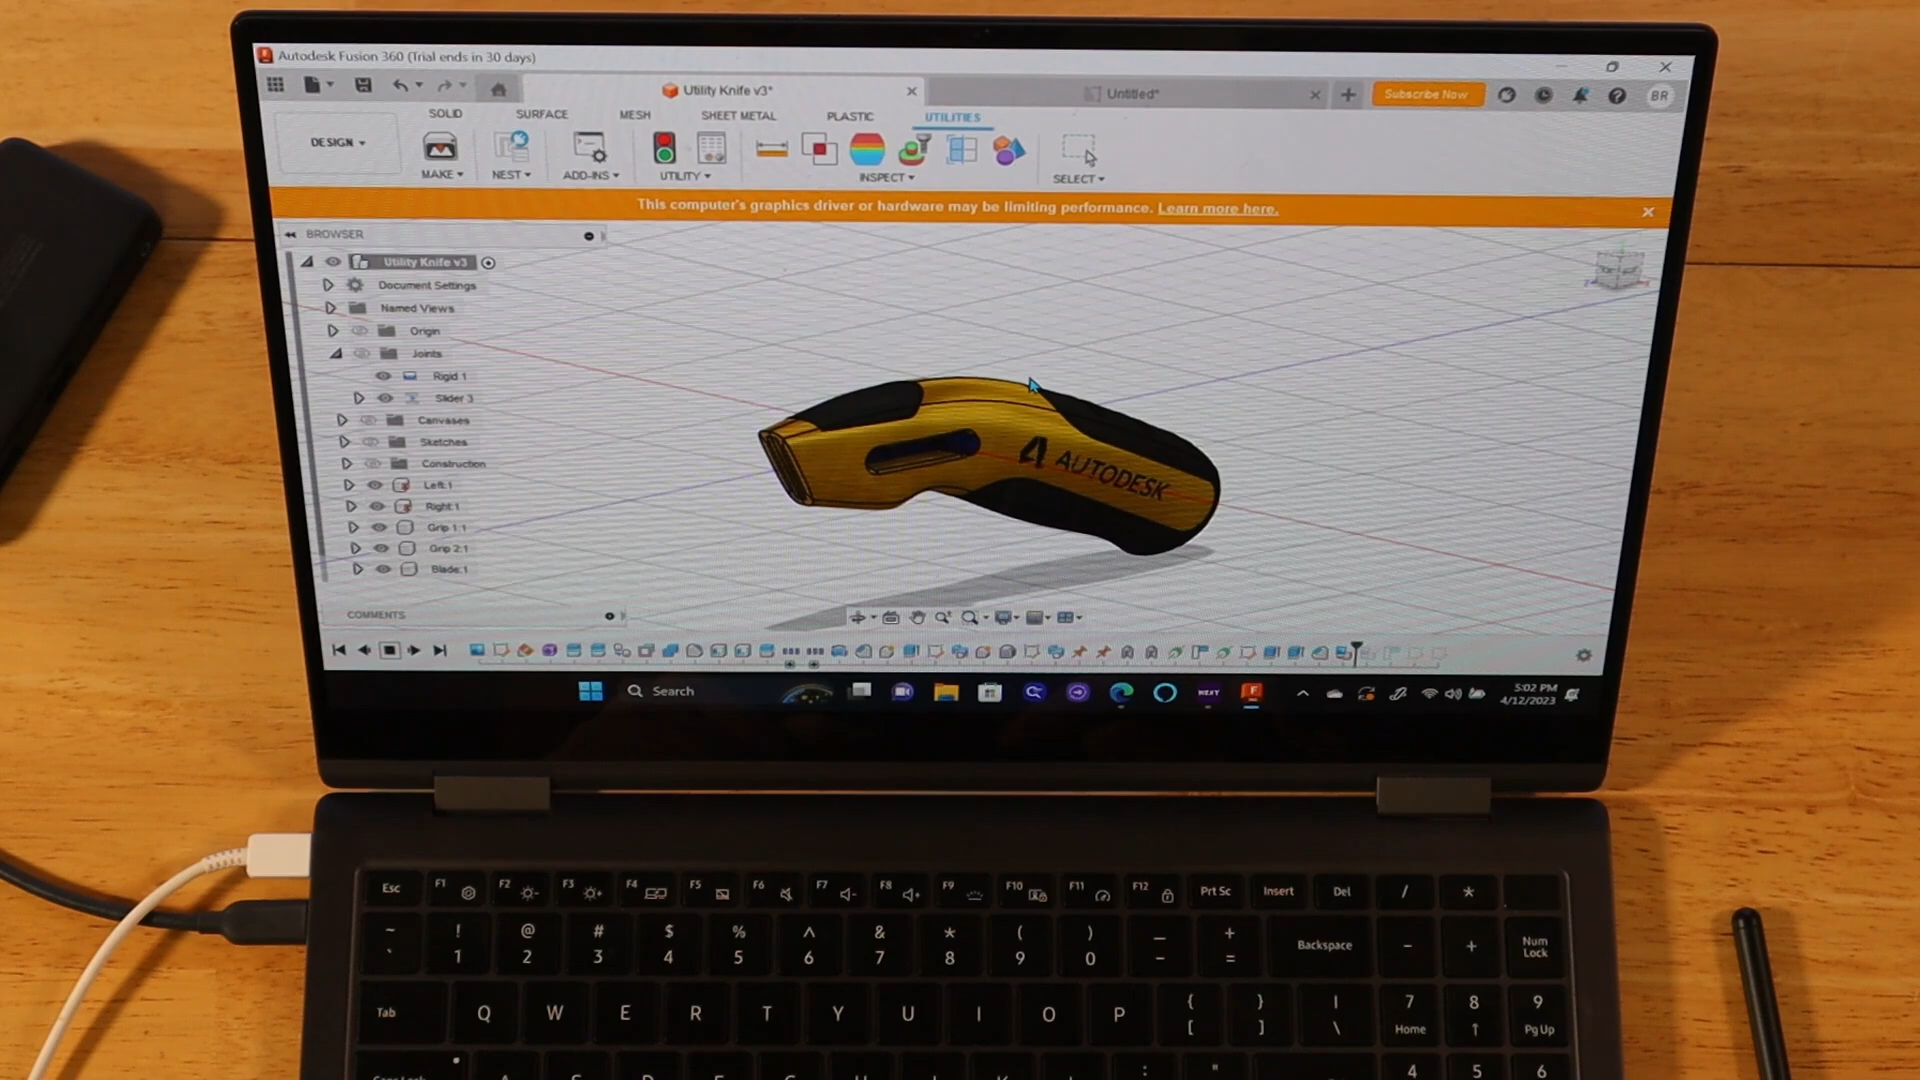 Autodesk Fusion 360 (Trial ends in 30 days)
Utility Knife v3*
Untitled*
Subscribe Now
BR
SOLID
SURFACE
MESH
SHEET METAL
PLASTIC
UTILITIES
DESIGN
MAKE
NEST
ADD-INS
UTILITY
INSPECT
SELECT
This computer's graphics driver or hardware may be limiting performance. Learn more here.
BROWSER
Utility Knife v3
Document Settings
Named Views
Origin
Joints
Rigid 1
Slider 3
Canvases
Sketches
Construction
Left:1
Right:1
Grip 1:1
Grip 2:1
Blade:1
AUTODESK
COMMENTS
Search
NEXT
5:02 PM
4/12/2023
Esc F1 F2 F3 F4 F5 F6 F7 F8 F9 F10 F11 F12 Prt Sc Insert Del / *
~ ! @ # $ % ^ & * ( ) _ +
` 1 2 3 4 5 6 7 8 9 0 - = Backspace - + Num Lock
Tab Q W E R T Y U I O P { [ } ] | \ 7 Home 8 ↑ 9 Pg Up
4 5 6